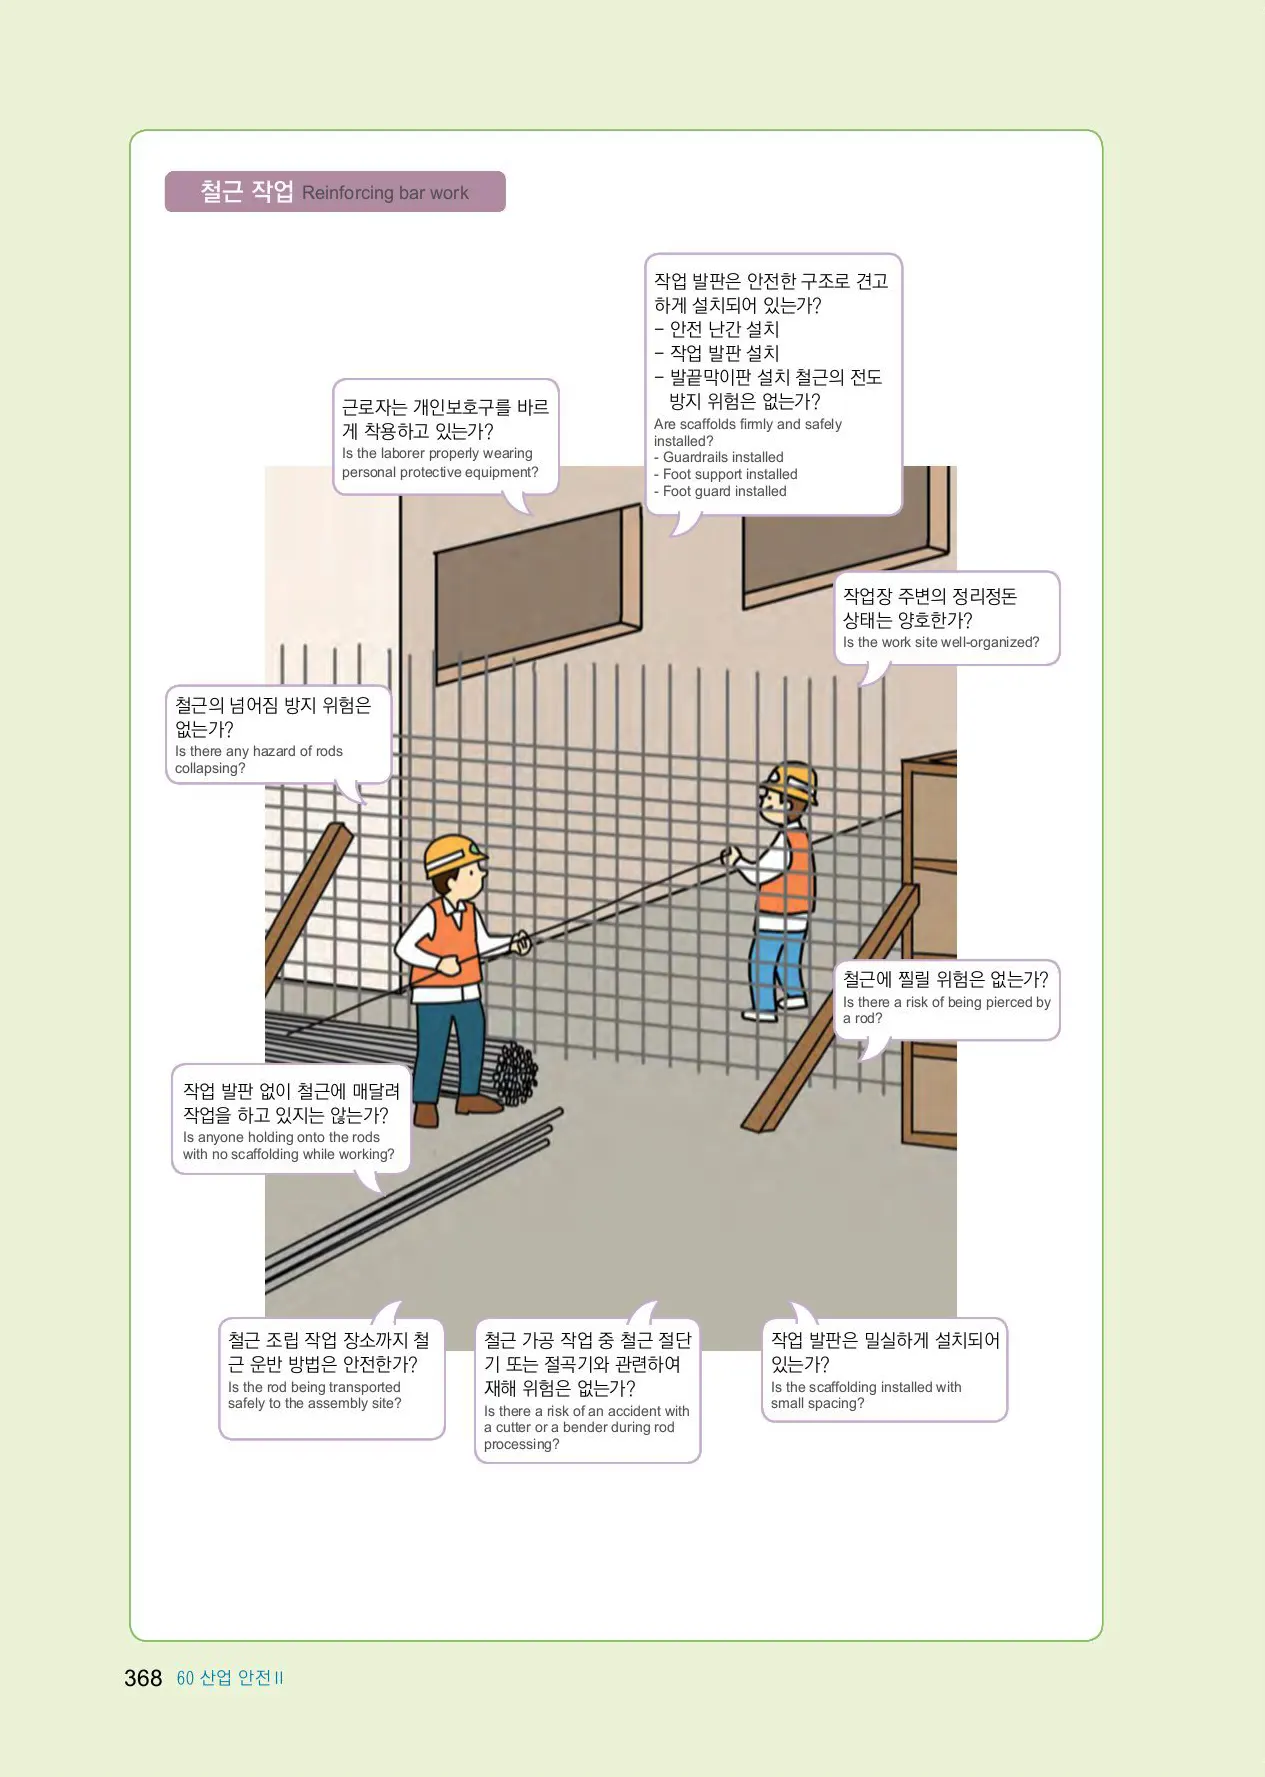 철근 작업 Reinforcing bar work
작업 발판은 안전한 구조로 견고
하게 설치되어 있는가?
- 안전 난간 설치
- 작업 발판 설치
- 발끝막이판 설치 철근의 전도
방지 위험은 없는가?
Are scaffolds firmly and safely
installed?
- Guardrails installed
- Foot support installed
- Foot guard installed
근로자는 개인보호구를 바르
게 착용하고 있는가?
Is the laborer properly wearing
personal protective equipment?
작업장 주변의 정리정돈
상태는 양호한가?
Is the work site well-organized?
철근의 넘어짐 방지 위험은
없는가?
Is there any hazard of rods
collapsing?
철근에 찔릴 위험은 없는가?
Is there a risk of being pierced by
a rod?
작업 발판 없이 철근에 매달려
작업을 하고 있지는 않는가?
Is anyone holding onto the rods
with no scaffolding while working?
철근 조립 작업 장소까지 철
근 운반 방법은 안전한가?
Is the rod being transported
safely to the assembly site?
철근 가공 작업 중 철근 절단
기 또는 절곡기와 관련하여
재해 위험은 없는가?
Is there a risk of an accident with
a cutter or a bender during rod
processing?
작업 발판은 밀실하게 설치되어
있는가?
Is the scaffolding installed with
small spacing?
368 60 산업 안전Ⅱ